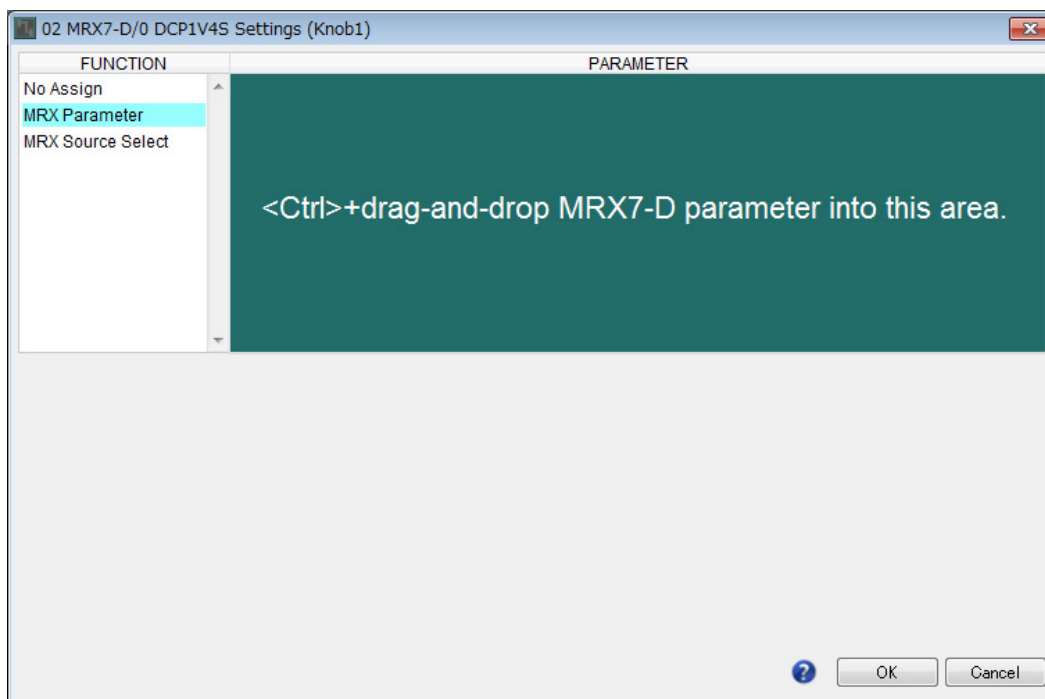 02 MRX7-D/0 DCP1V4S Settings (Knob1)
FUNCTION
PARAMETER
No Assign
MRX Parameter
MRX Source Select
<Ctrl>+drag-and-drop MRX7-D parameter into this area.
?
OK
Cancel